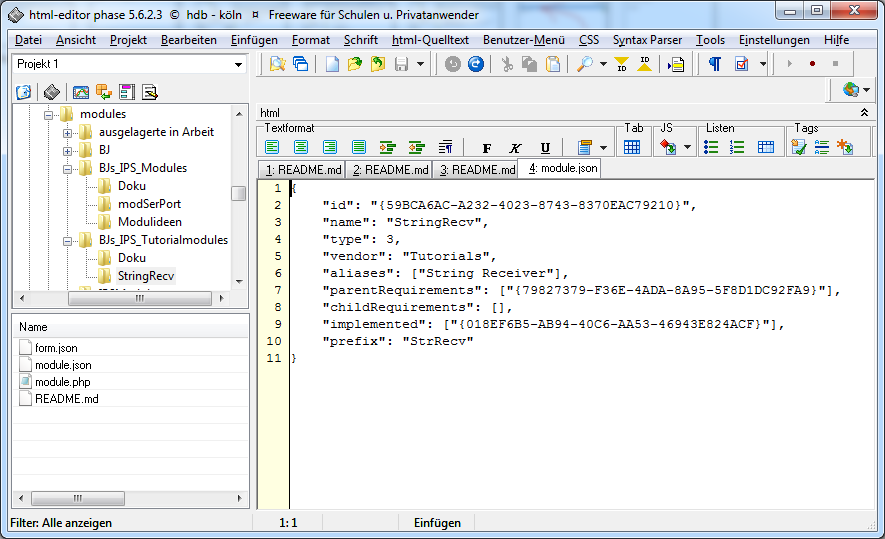 html-editor phase 5.6.2.3 © hdb - köln ¤ Freeware für Schulen u. Privatanwender
Datei Ansicht Projekt Bearbeiten Einfügen Format Schrift html-Quelltext Benutzer-Menü CSS Syntax Parser Tools Einstellungen Hilfe
Projekt 1
ID
ID
html
Textformat
Tab
JS
Listen
Tags
F K U
modules
ausgelagerte in Arbeit
BJ
BJs_IPS_Modules
Doku
modSerPort
Modulideen
BJs_IPS_Tutorialmodules
Doku
StringRecv
Name
form.json
module.json
module.php
README.md
1: README.md
2: README.md
3: README.md
4: module.json
1 {
2 "id": "{59BCA6AC-A232-4023-8743-8370EAC79210}",
3 "name": "StringRecv",
4 "type": 3,
5 "vendor": "Tutorials",
6 "aliases": ["String Receiver"],
7 "parentRequirements": ["{79827379-F36E-4ADA-8A95-5F8D1DC92FA9}"],
8 "childRequirements": [],
9 "implemented": ["{018EF6B5-AB94-40C6-AA53-46943E824ACF}"],
10 "prefix": "StrRecv"
11 }
Filter: Alle anzeigen
1: 1
Einfügen